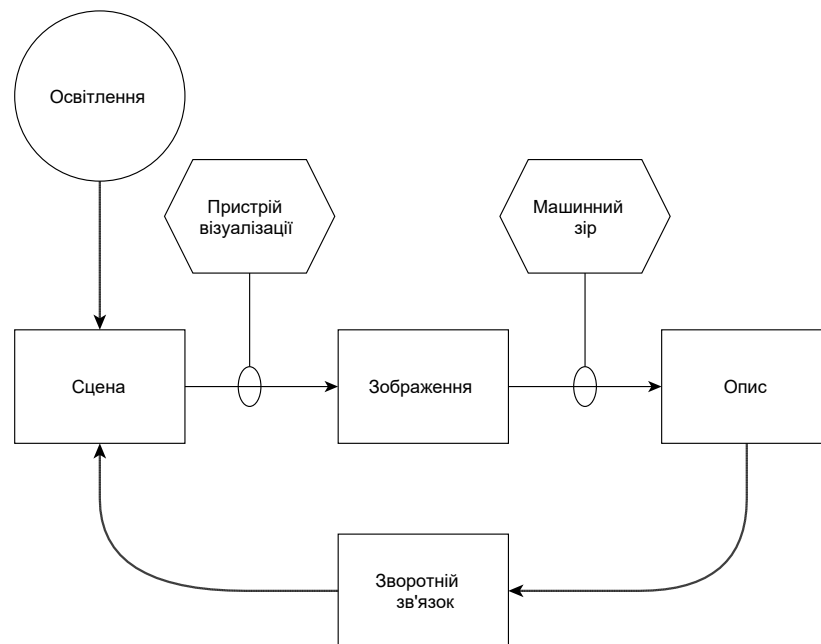 Освітлення
Пристрій
візуалізації
Машинний
зір
Сцена
Зображення
Опис
Зворотній
зв'язок